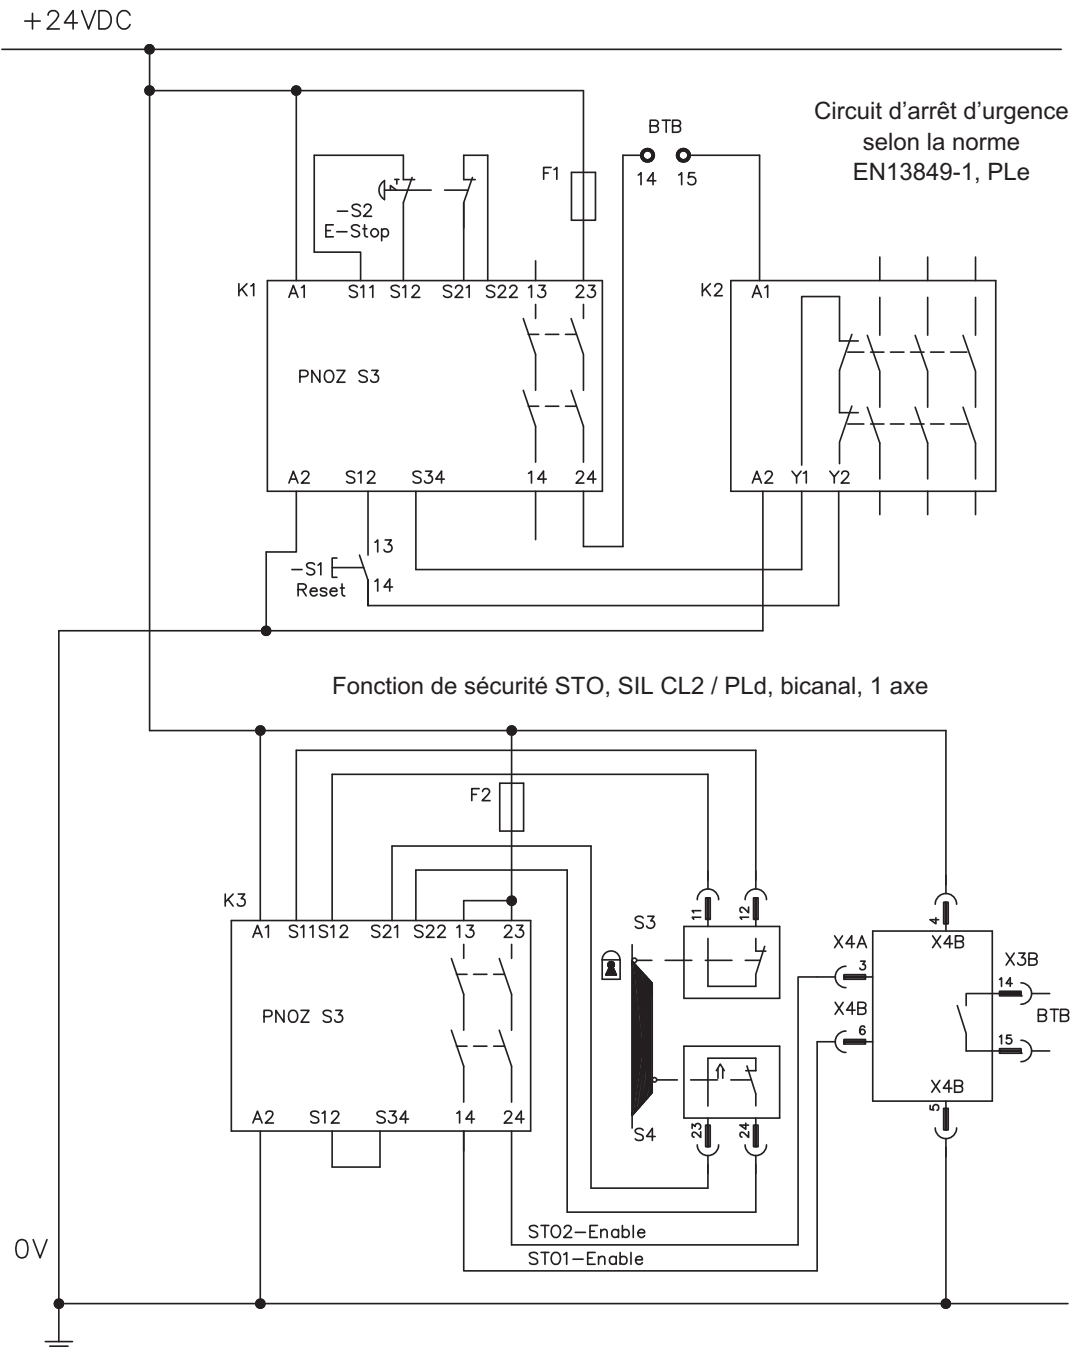 +24VDC
Circuit d'arrêt d'urgence
selon la norme
EN13849-1, PLe
BTB
14 15
F1
-S2
E-Stop
K1
A1 S11 S12 S21 S22 13 23
K2
A1
PNOZ S3
A2 S12 S34 14 24
A2 Y1 Y2
13
-S1
14
Reset
Fonction de sécurité STO, SIL CL2 / PLd, bicanal, 1 axe
F2
K3
A1 S11 S12 S21 S22 13 23
11 12
4
S3
X4A
X4B
3
X3B
14
PNOZ S3
X4B
BTB
6
15
X4B
A2 S12 S34 14 24
5
S4
23 24
STO2-Enable
STO1-Enable
0V